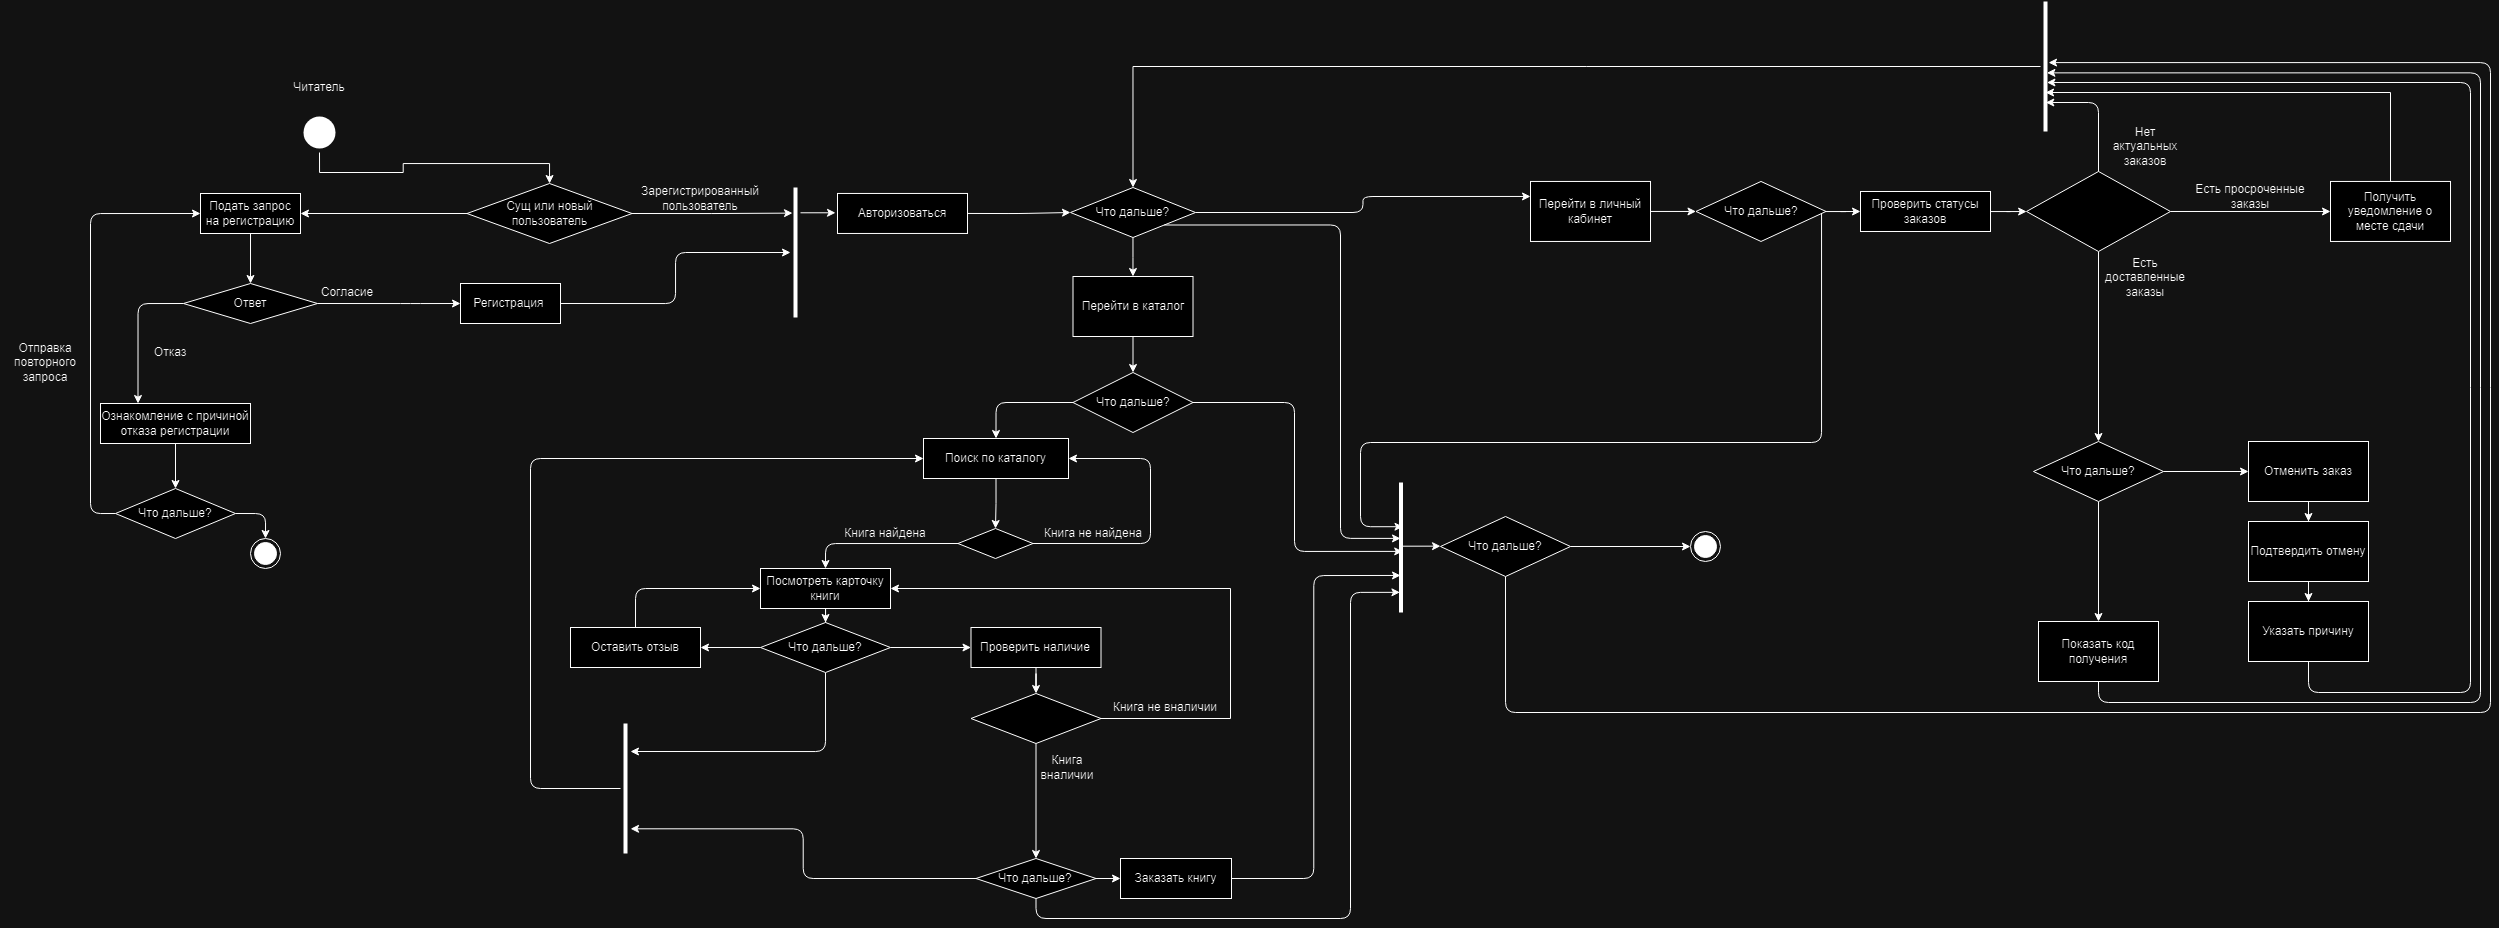 Читатель
Сущ или новый
пользователь
Зарегистрированный
пользователь
Подать запрос
на регистрацию
Ответ
Согласие
Регистрация
Отказ
Отправка
повторного
запроса
Ознакомление с причиной
отказа регистрации
Что дальше?
Авторизоваться
Что дальше?
Перейти в каталог
Что дальше?
Поиск по каталогу
Книга найдена
Книга не найдена
Посмотреть карточку
книги
Оставить отзыв
Что дальше?
Проверить наличие
Книга не вналичии
Книга
вналичии
Что дальше?
Заказать книгу
Что дальше?
Перейти в личный
кабинет
Что дальше?
Проверить статусы
заказов
Нет
актуальных
заказов
Есть просроченные
заказы
Получить
уведомление о
месте сдачи
Есть
доставленные
заказы
Что дальше?
Отменить заказ
Подтвердить отмену
Указать причину
Показать код
получения